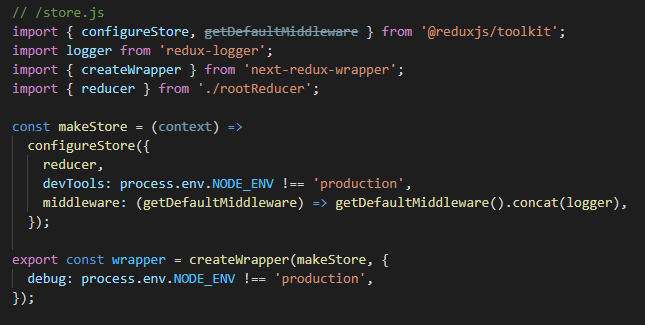 // /store.js
import { configureStore, getDefaultMiddleware } from '@reduxjs/toolkit';
import logger from 'redux-logger';
import { createWrapper } from 'next-redux-wrapper';
import { reducer } from './rootReducer';
const makeStore = (context) =>
configureStore({
reducer,
devTools: process.env.NODE_ENV !== 'production',
middleware: (getDefaultMiddleware) => getDefaultMiddleware().concat(logger),
});
export const wrapper = createWrapper(makeStore, {
debug: process.env.NODE_ENV !== 'production',
});